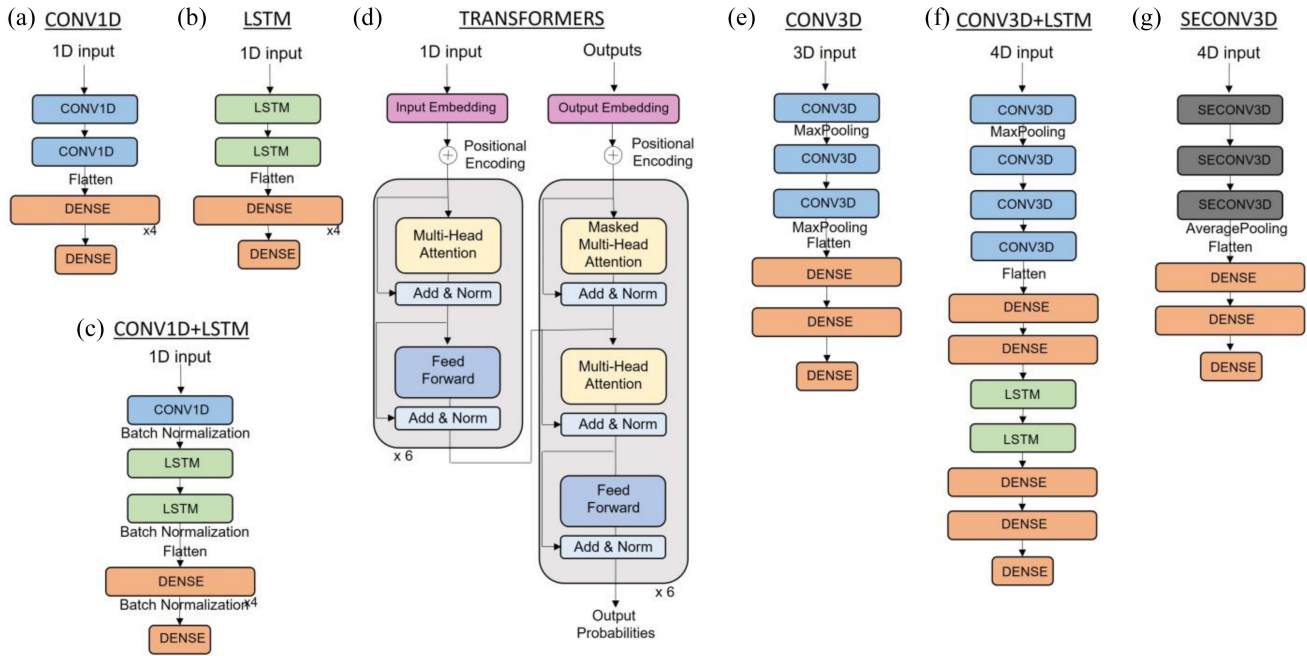 (a) CONV1D
1D input
CONV1D
CONV1D
Flatten
DENSE
x4
DENSE
(b) LSTM
1D input
LSTM
LSTM
Flatten
DENSE
x4
DENSE
(c) CONV1D+LSTM
1D input
CONV1D
Batch Normalization
LSTM
LSTM
Batch Normalization
Flatten
DENSE
Batch Normalization
x4
DENSE
(d) TRANSFORMERS
1D input
Input Embedding
+
Positional
Encoding
Multi-Head
Attention
Add & Norm
Feed
Forward
Add & Norm
x 6
Outputs
Output Embedding
+
Positional
Encoding
Masked
Multi-Head
Attention
Add & Norm
Multi-Head
Attention
Add & Norm
Feed
Forward
Add & Norm
x 6
Output
Probabilities
(e) CONV3D
3D input
CONV3D
MaxPooling
CONV3D
CONV3D
MaxPooling
Flatten
DENSE
DENSE
DENSE
(f) CONV3D+LSTM
4D input
CONV3D
MaxPooling
CONV3D
CONV3D
CONV3D
Flatten
DENSE
DENSE
LSTM
LSTM
DENSE
DENSE
DENSE
(g) SECONV3D
4D input
SECONV3D
SECONV3D
SECONV3D
AveragePooling
Flatten
DENSE
DENSE
DENSE